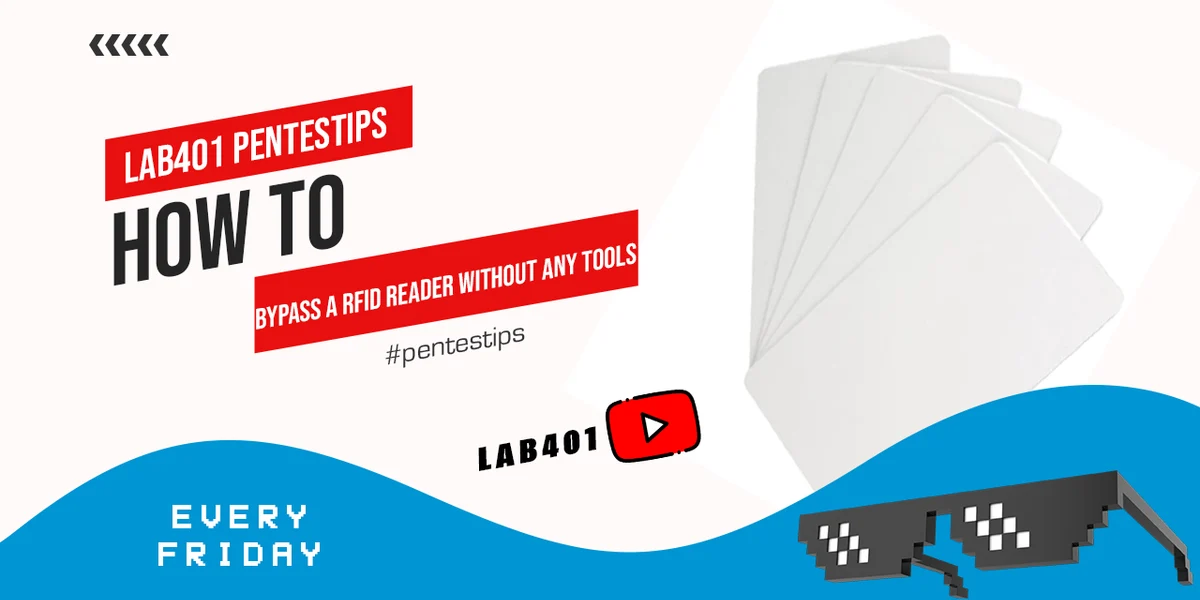 LAB401 PENTESTIPS
HOW TO
BYPASS A RFID READER WITHOUT ANY TOOLS
#pentestips
LAB401
EVERY
FRIDAY